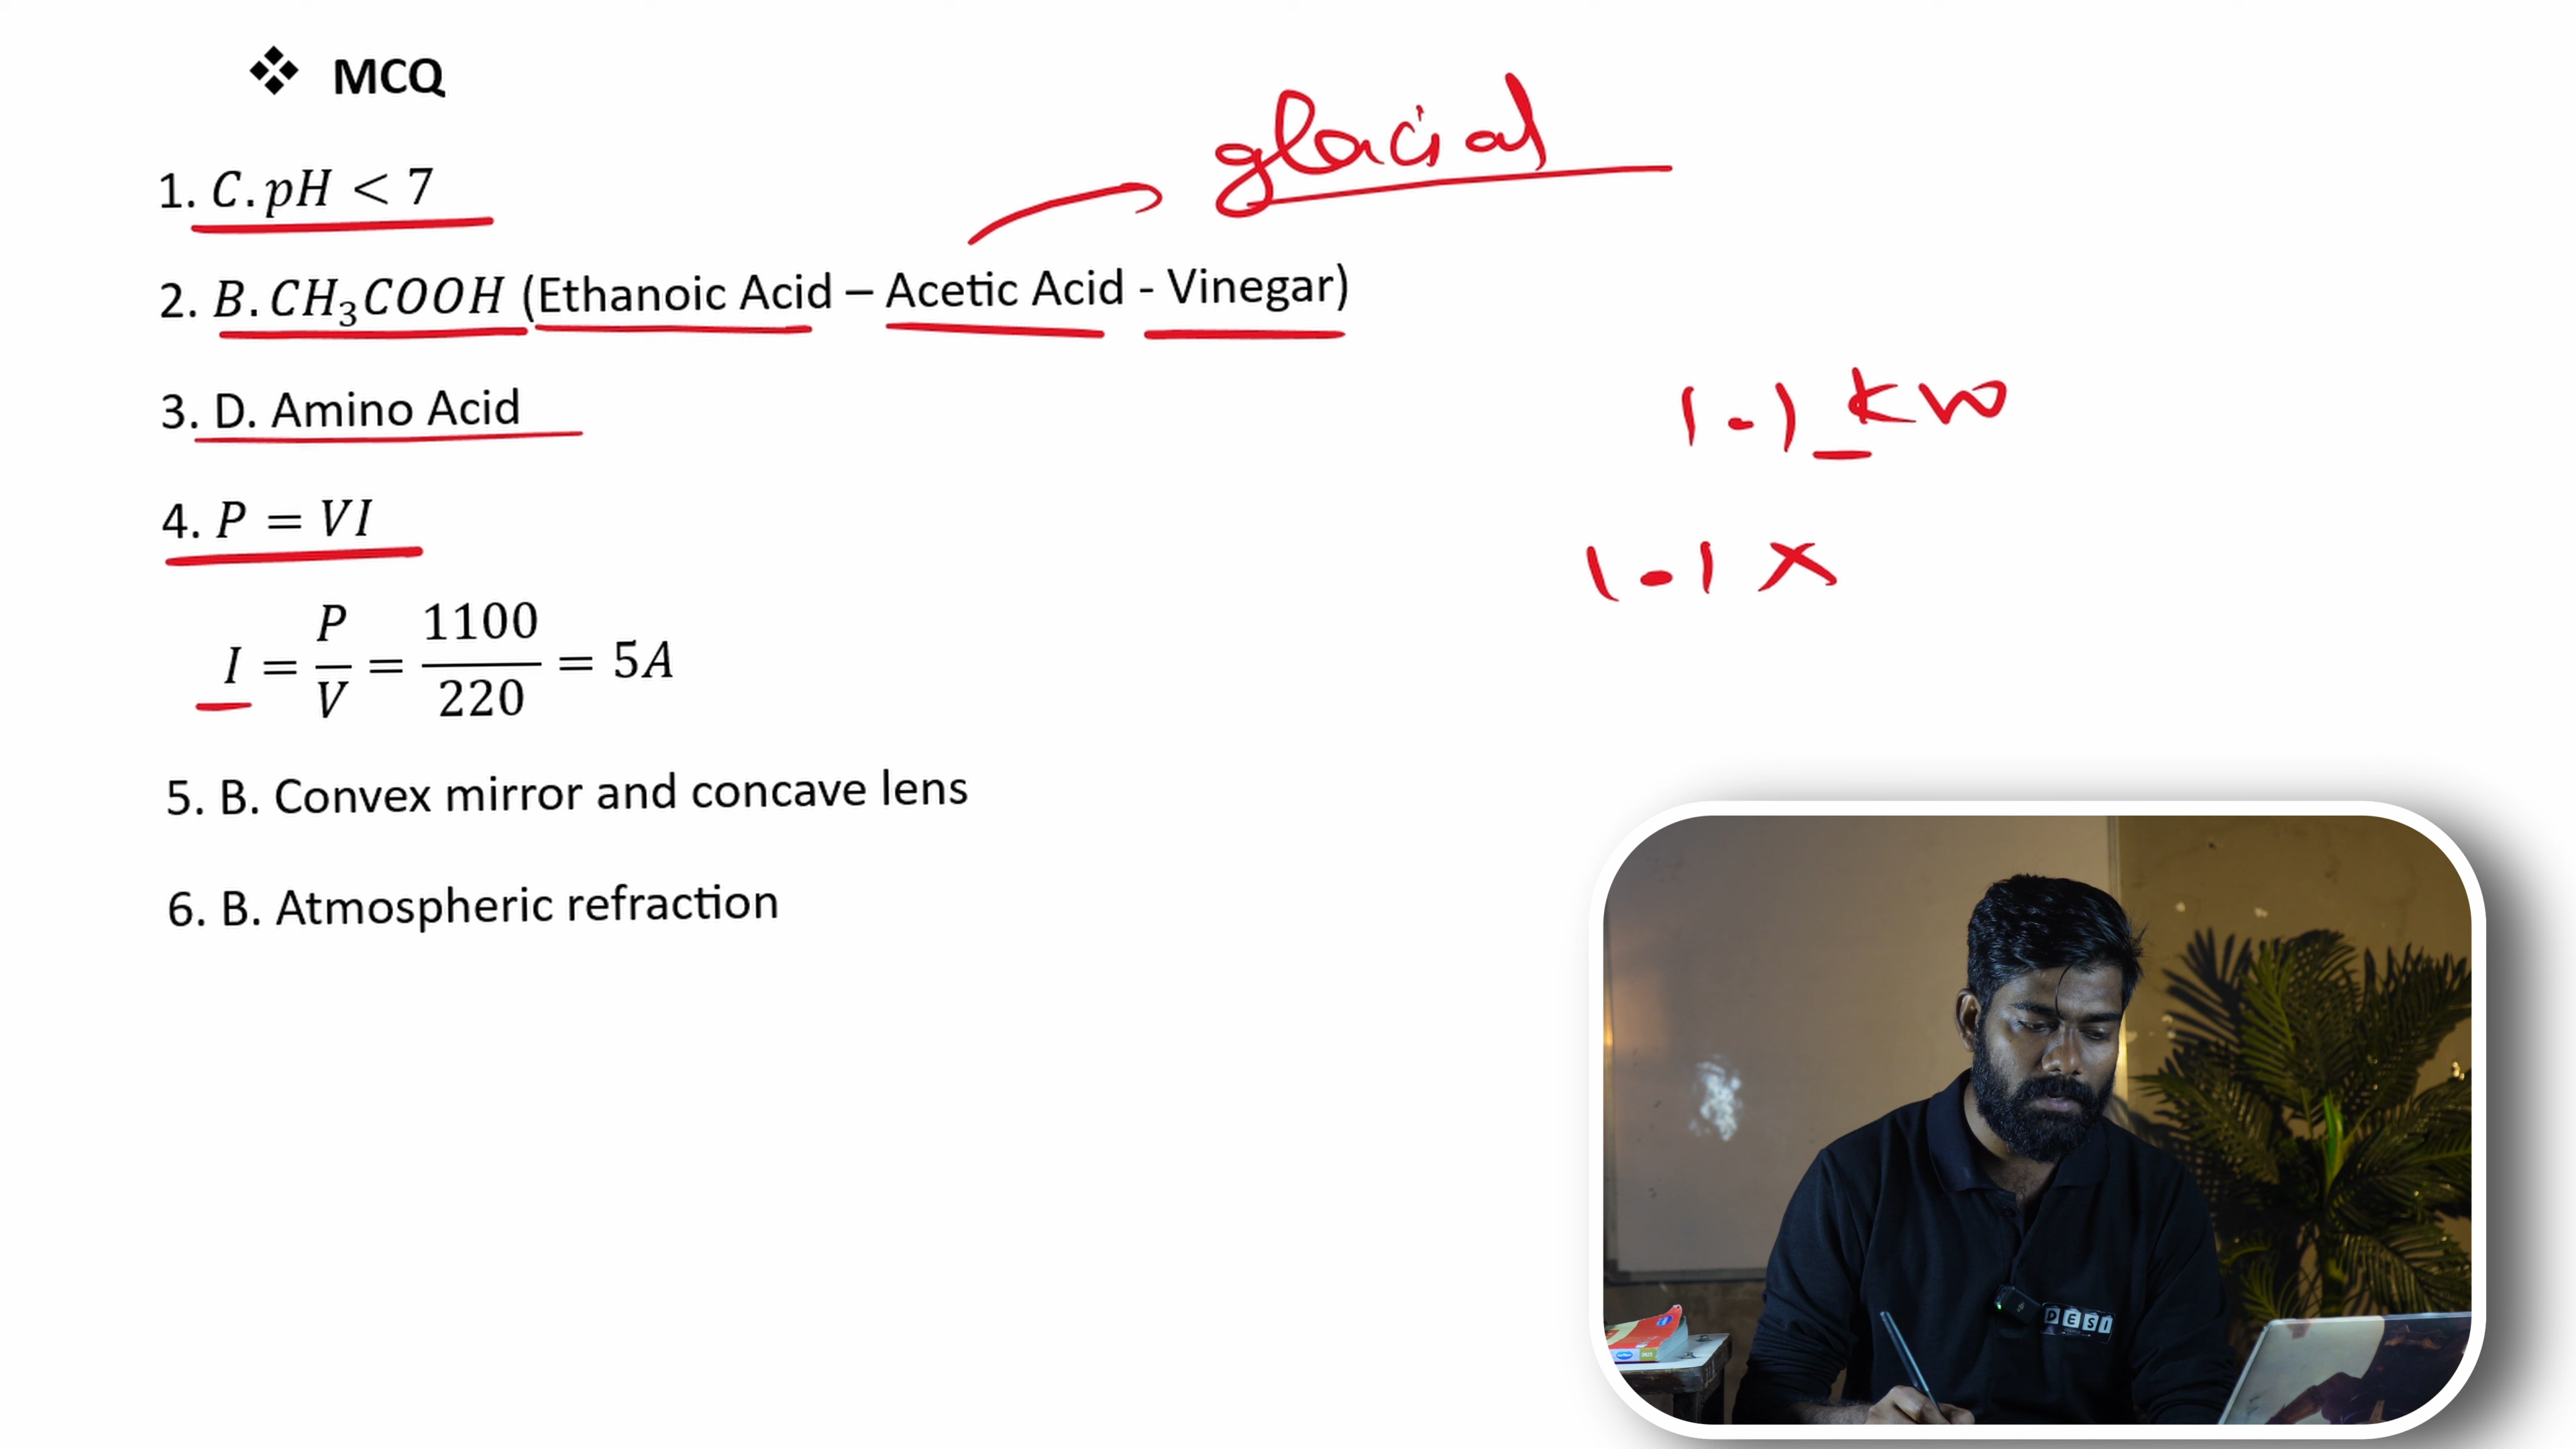 ❖ MCQ
glacial
1. C. pH < 7
2. B. CH₃COOH (Ethanoic Acid – Acetic Acid - Vinegar)
3. D. Amino Acid
1.1 kw
4. P = VI
1.1 ×
I = P/V = 1100/220 = 5A
5. B. Convex mirror and concave lens
6. B. Atmospheric refraction
DESI